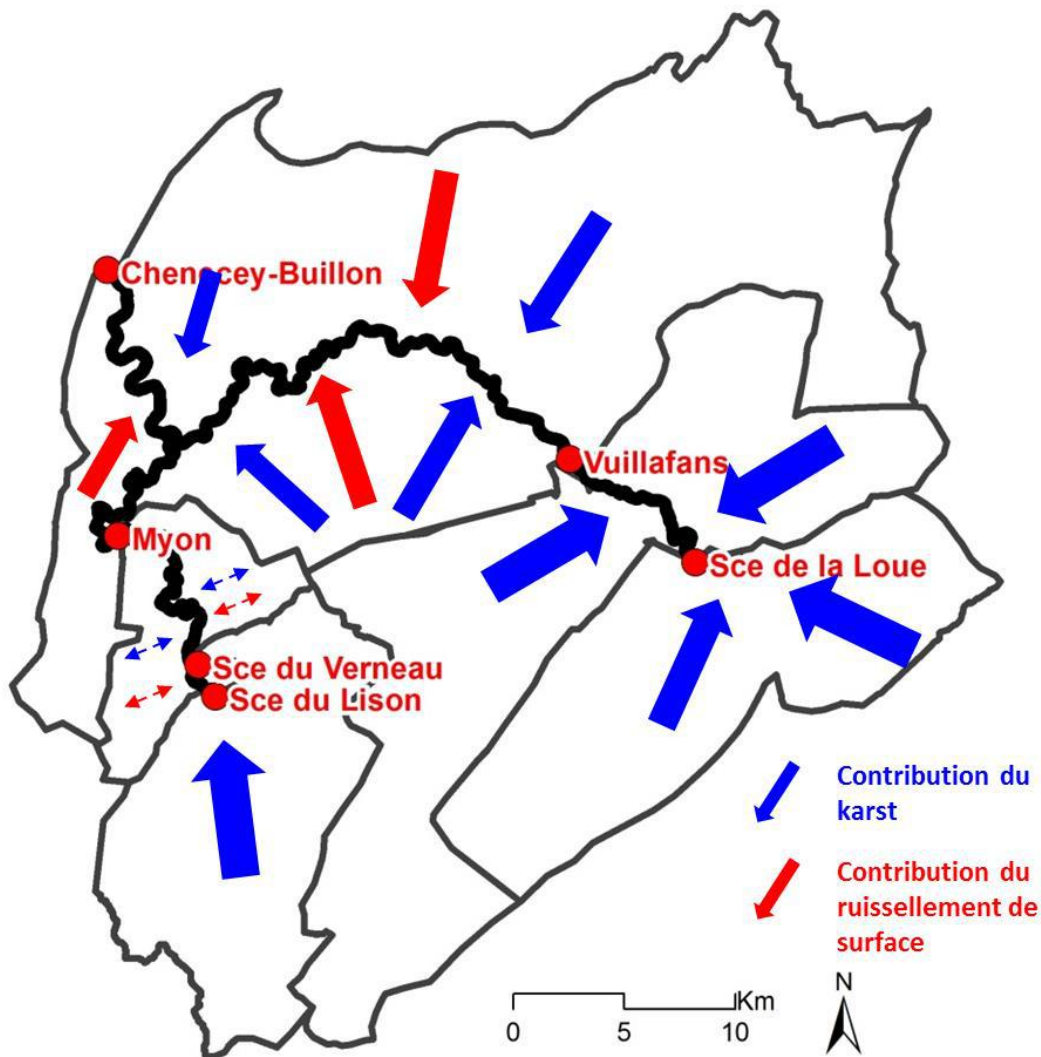 Chenecey-Buillon
Vuillafans
Myon
Sce de la Loue
Sce du Verneau
Sce du Lison
Contribution du
karst
Contribution du
ruissellement de
surface
N
Km
0 5 10